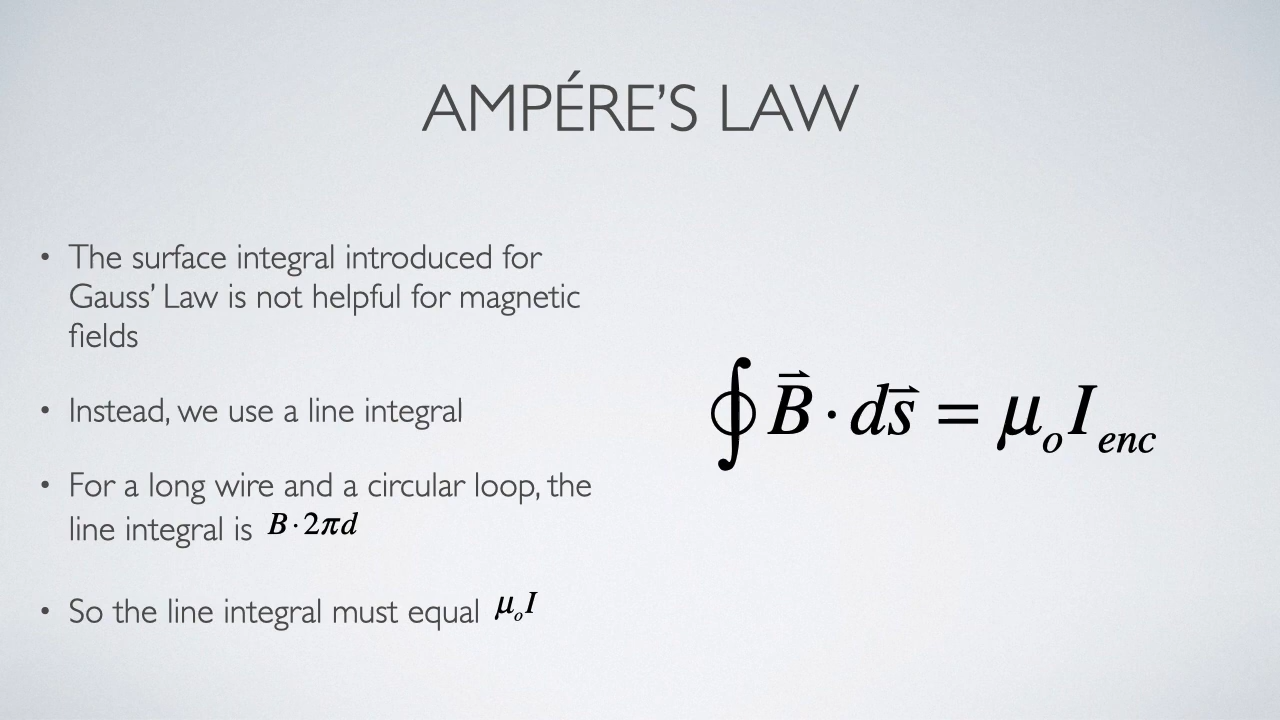 AMPÉRE’S LAW
• The surface integral introduced for
Gauss’ Law is not helpful for magnetic
fields
• Instead, we use a line integral
• For a long wire and a circular loop, the
line integral is B · 2πd
• So the line integral must equal μₒI
∮ B⃗ · ds⃗ = μₒI_enc